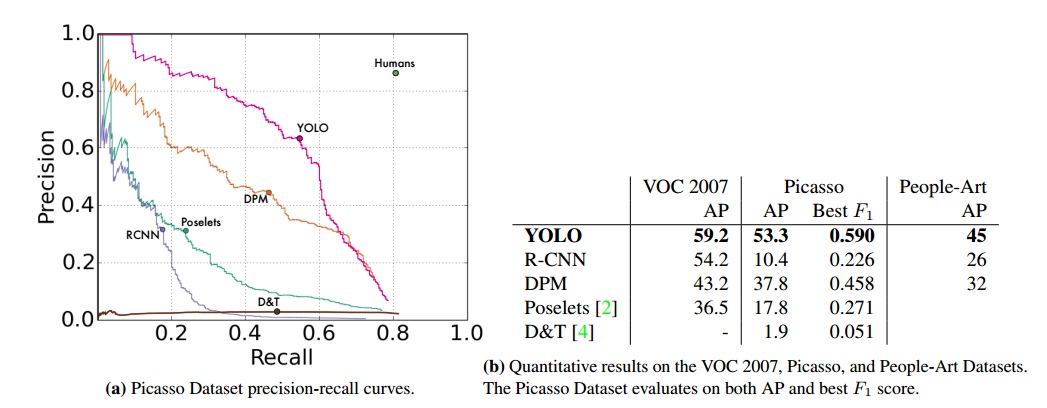 1.0
0.8
0.6
0.4
0.2
0.0
Precision
0.2 0.4 0.6 0.8 1.0
Recall
Humans
YOLO
DPM
Poselets
RCNN
D&T
(a) Picasso Dataset precision-recall curves.
VOC 2007 Picasso People-Art
AP AP Best F1 AP
YOLO 59.2 53.3 0.590 45
R-CNN 54.2 10.4 0.226 26
DPM 43.2 37.8 0.458 32
Poselets [2] 36.5 17.8 0.271
D&T [4] - 1.9 0.051
(b) Quantitative results on the VOC 2007, Picasso, and People-Art Datasets.
The Picasso Dataset evaluates on both AP and best F1 score.